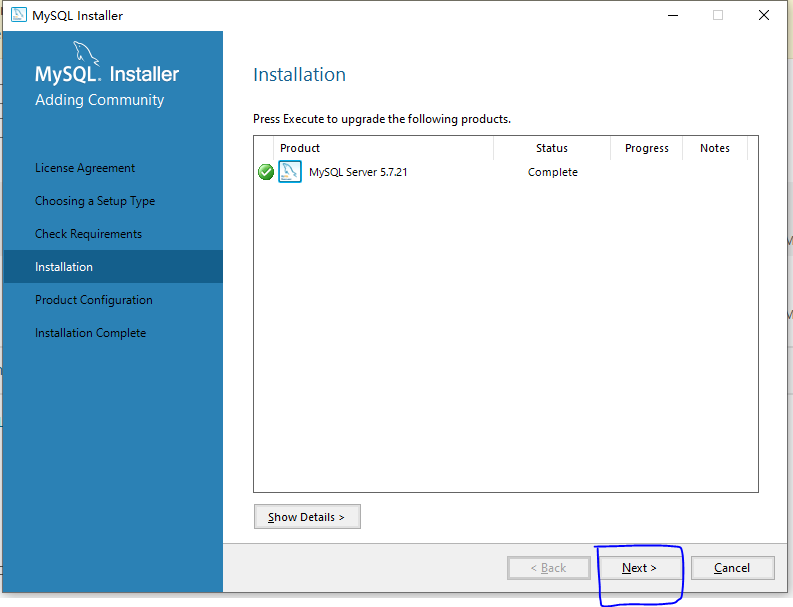 MySQL Installer
MySQL. Installer
Adding Community
License Agreement
Choosing a Setup Type
Check Requirements
Installation
Product Configuration
Installation Complete
Installation
Press Execute to upgrade the following products.
Product Status Progress Notes
MySQL Server 5.7.21 Complete
Show Details >
< Back Next > Cancel